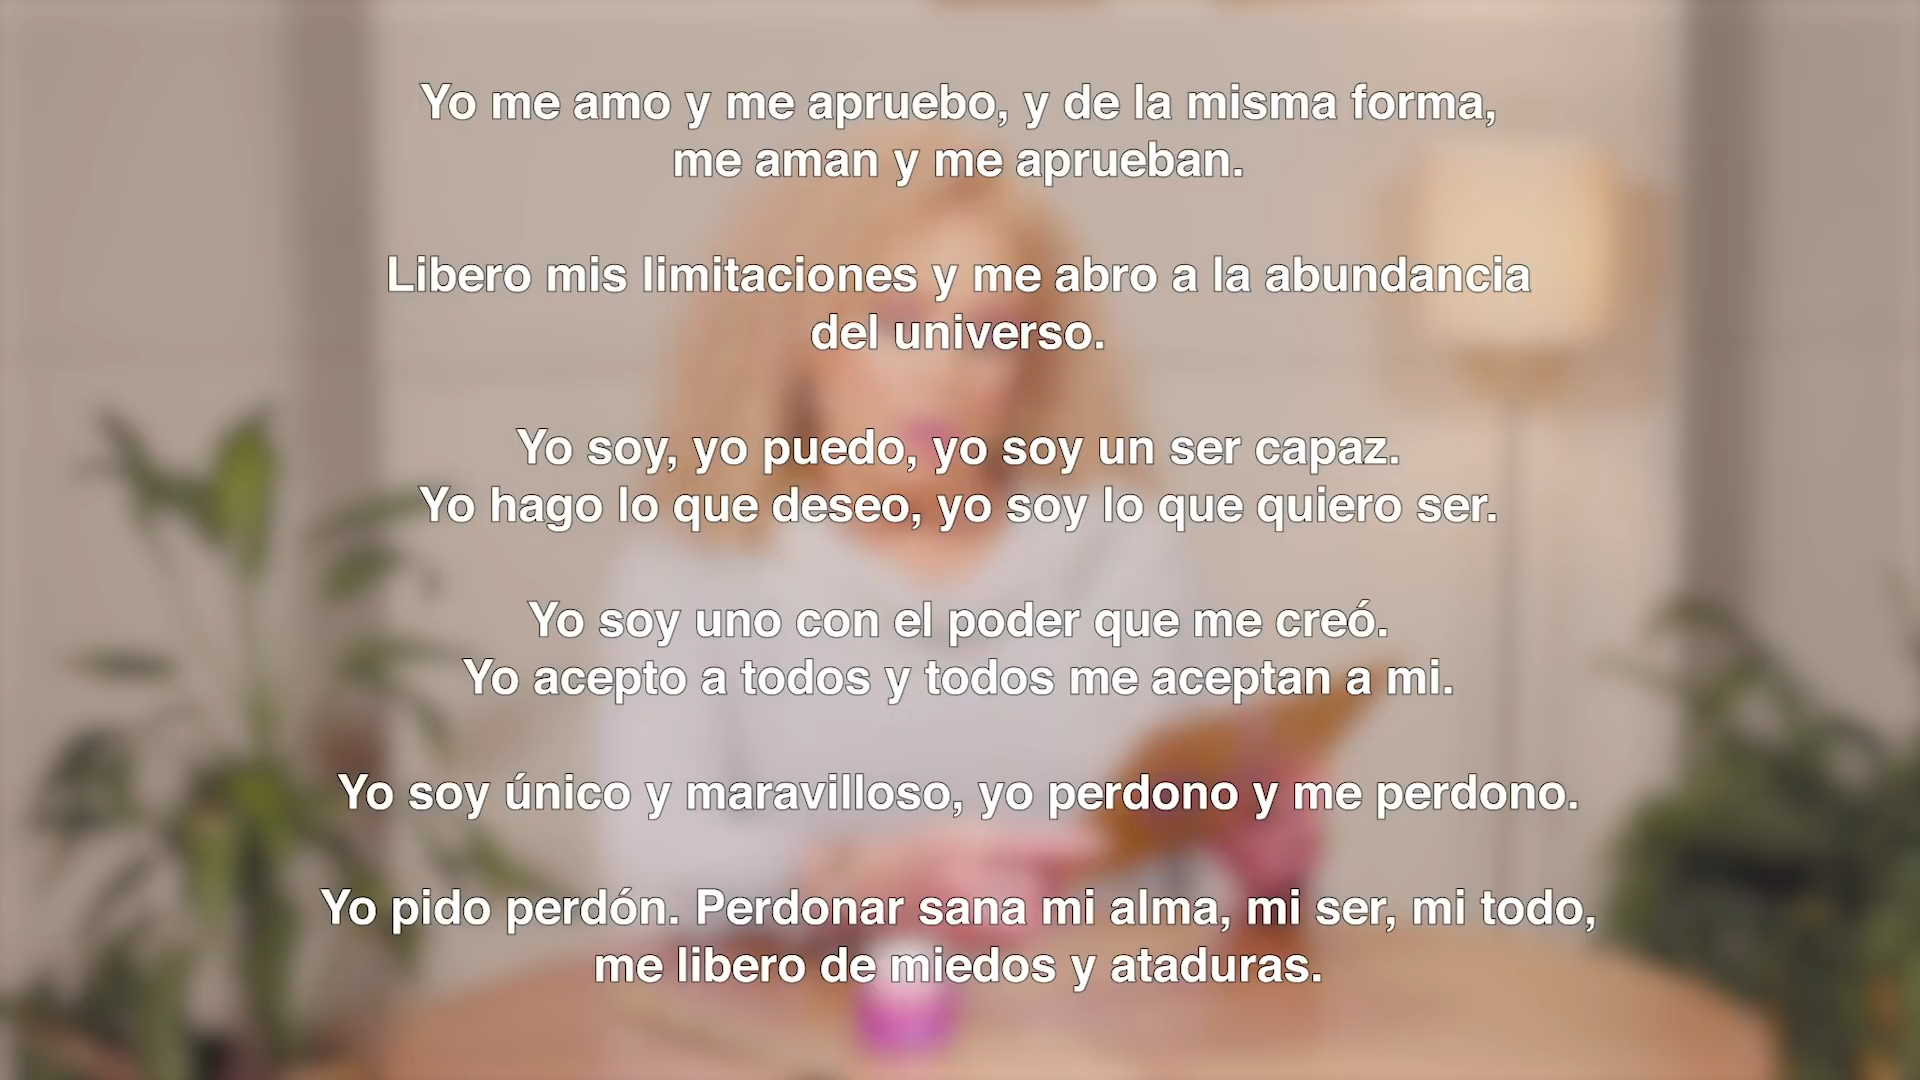 Yo me amo y me apruebo, y de la misma forma,
me aman y me aprueban.
Libero mis limitaciones y me abro a la abundancia
del universo.
Yo soy, yo puedo, yo soy un ser capaz.
Yo hago lo que deseo, yo soy lo que quiero ser.
Yo soy uno con el poder que me creó.
Yo acepto a todos y todos me aceptan a mi.
Yo soy único y maravilloso, yo perdono y me perdono.
Yo pido perdón. Perdonar sana mi alma, mi ser, mi todo,
me libero de miedos y ataduras.